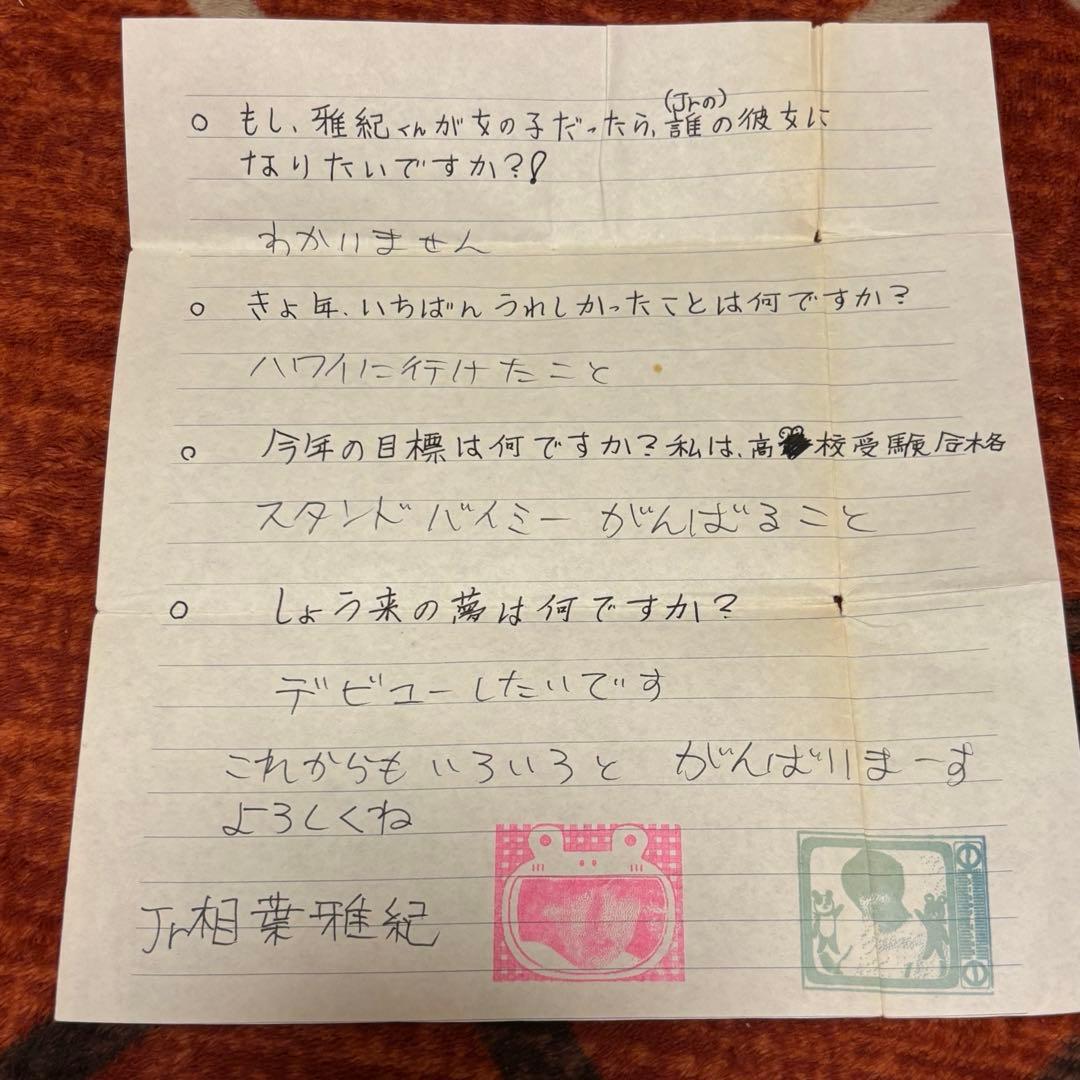 ○ もし、雅紀くんが女の子だったら、(Jrの)誰の彼女に
なりたいですか?!
わかりません
○ きょ年、いちばんうれしかったことは何ですか?
ハワイに行けたこと
○ 今年の目標は何ですか?私は、高校受験合格
スタンドバイミー がんばること
○ しょう来の夢は何ですか?
デビューしたいです
これからもいろいろと がんばりまーす
よろしくね
Jr相葉雅紀